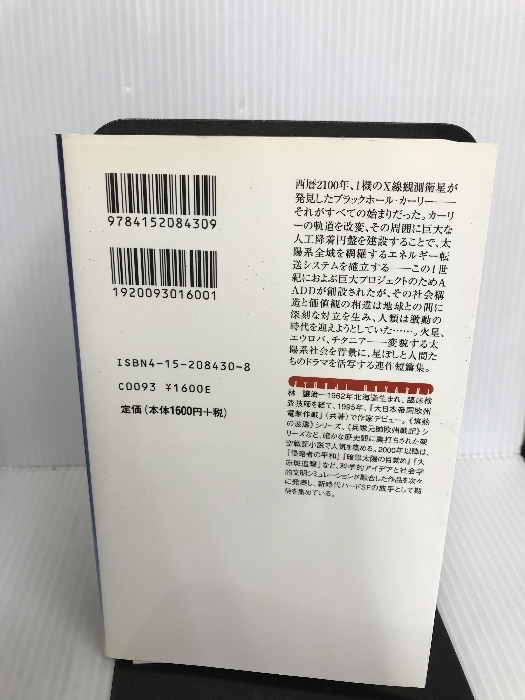 9784152084309
1920093016001
ISBN4-15-208430-8
C0093 ¥1600E
定価（本体1600円+税）
西暦2100年、1機のX線観測衛星が
発見したブラックホール・カーリー――
それがすべての始まりだった。カーリ
ーの軌道を改変、その周囲に巨大な
人工降着円盤を建設することで、太
陽系全域を網羅するエネルギー転
送システムを確立する――この1世
紀におよぶ巨大プロジェクトのためA
ADDが創設されたが、その社会構
造と価値観の相違は地球との間に
深刻な対立を生み、人類は激動の
時代を迎えようとしていた……。火星、
エウロパ、チタニア――変貌する太
陽系社会を背景に、星ぼしと人間た
ちのドラマを活写する連作短篇集。
JYOUJI HAYASHI
林 譲治―1962年北海道生まれ。臨床検
査技師を経て、1995年、『大日本帝国欧州
電撃作戦』（共著）で作家デビュー。《焦熱
の波濤》シリーズ、《兵隊元帥欧州戦記》シ
リーズなど、確かな歴史観に裏打ちされた架
空戦記小説で人気を集める。2000年以降は、
『侵略者の平和』『暗黒太陽の目覚め』『大
赤斑追撃』など、科学的アイデアと社会学
的文明シミュレーションが融合した作品を次々
に発表し、新時代ハードSFの旗手として期
待を集めている。